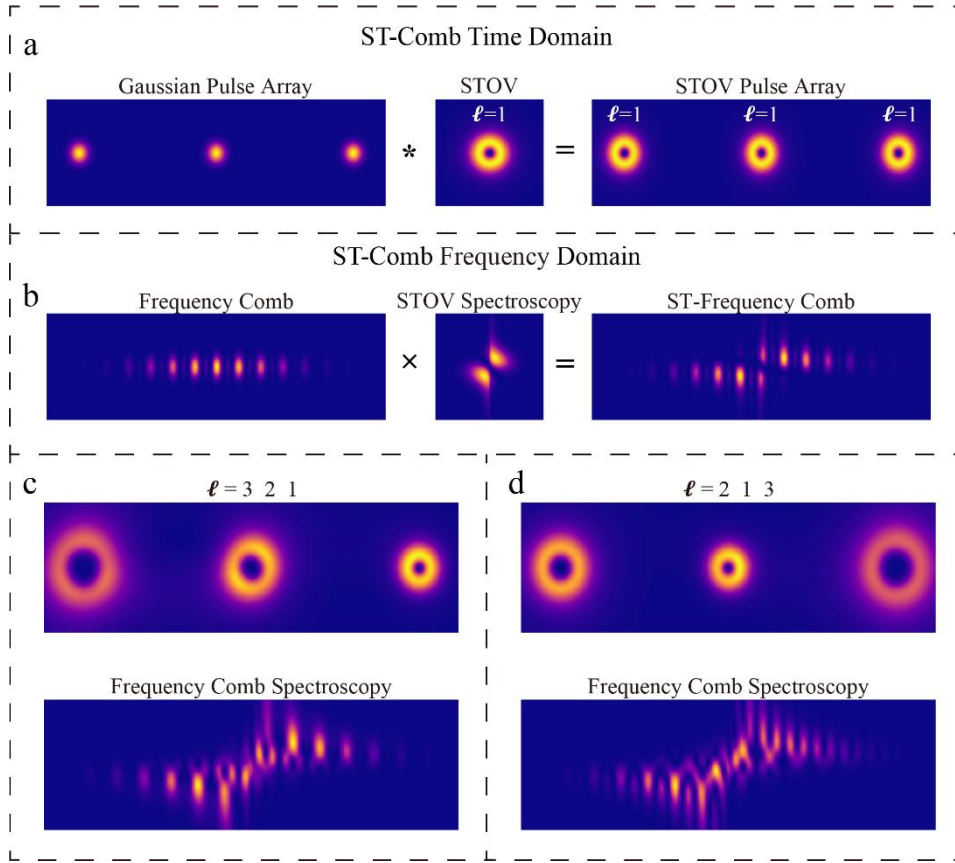 a
ST-Comb Time Domain
Gaussian Pulse Array
STOV
STOV Pulse Array
ℓ=1
ℓ=1
ℓ=1
ℓ=1
*
=
ST-Comb Frequency Domain
b
Frequency Comb
STOV Spectroscopy
ST-Frequency Comb
×
=
c
ℓ = 3 2 1
Frequency Comb Spectroscopy
d
ℓ = 2 1 3
Frequency Comb Spectroscopy